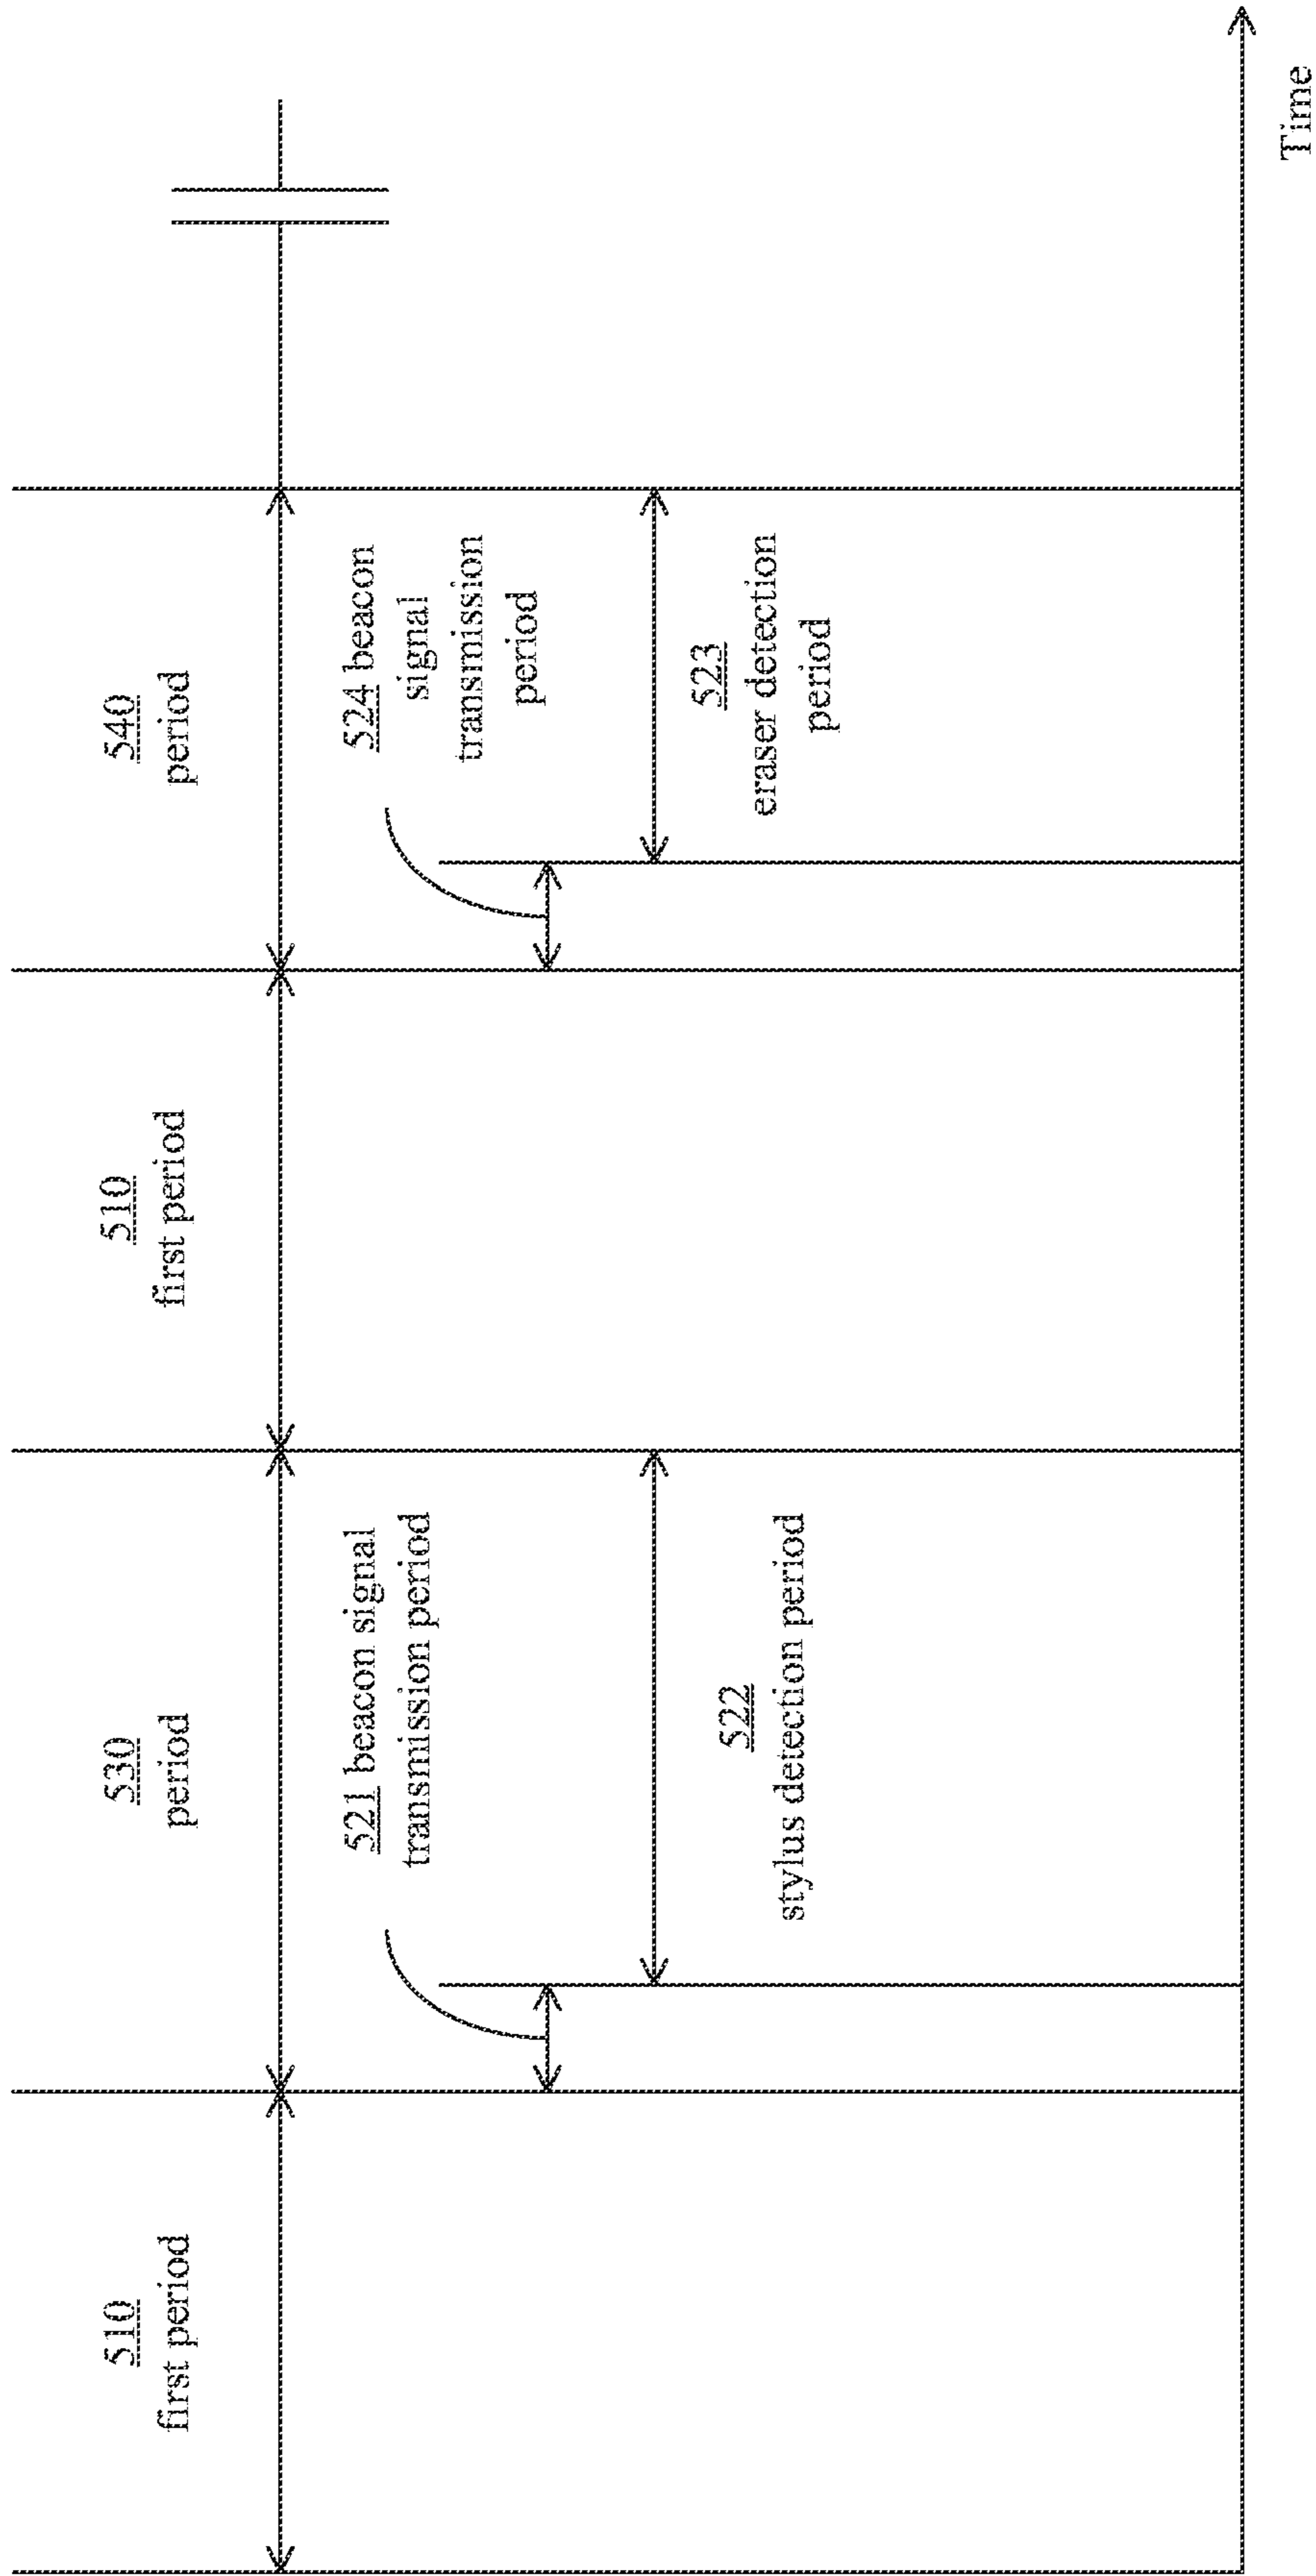 510
first period
530
period
510
first period
540
period
521 beacon signal
transmission period
524 beacon
signal
transmission
period
522
stylus detection period
523
eraser detection
period
Time